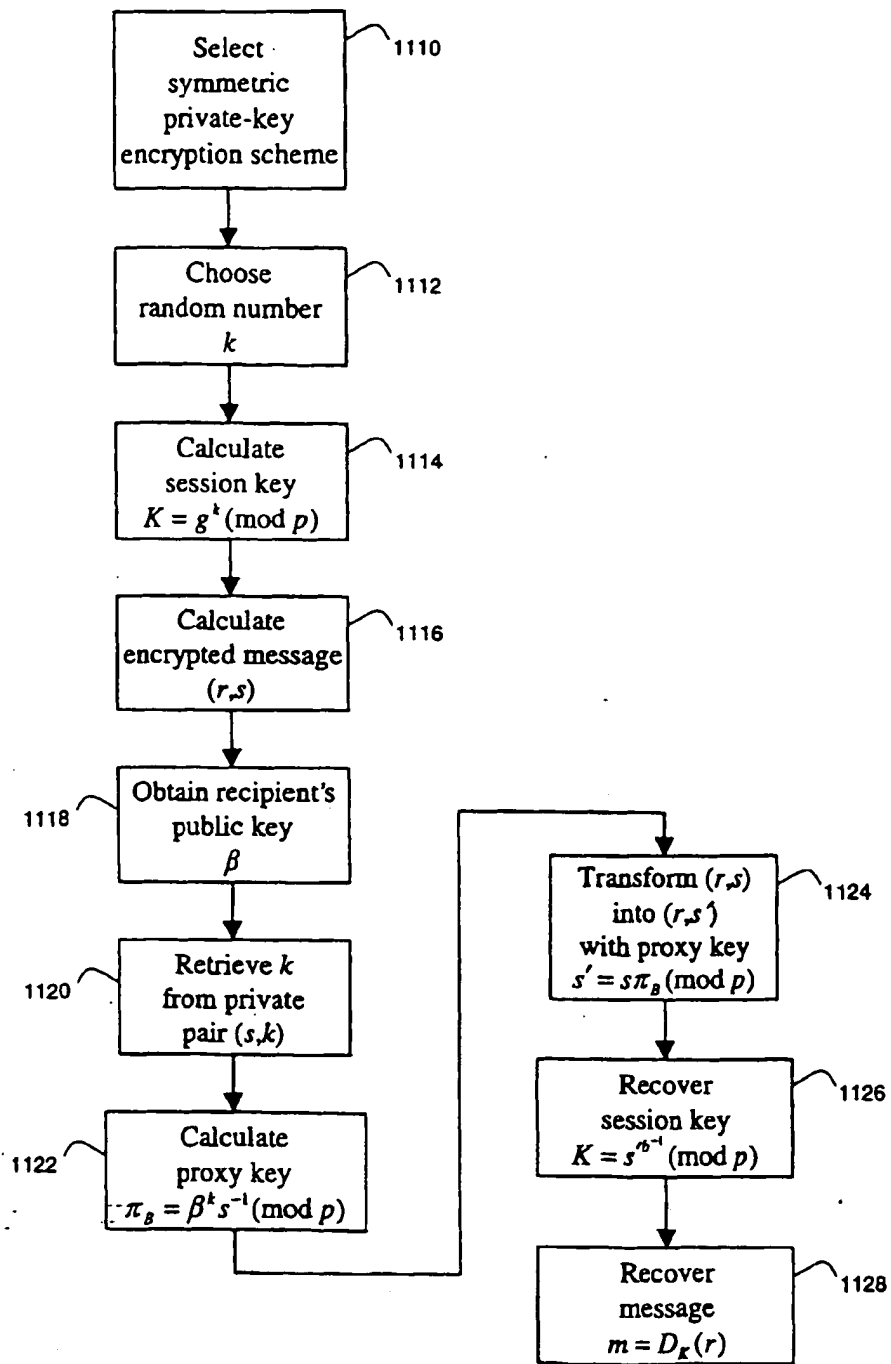 Select
symmetric
private-key
encryption scheme
1110
Choose
random number
k
1112
Calculate
session key
K = g^k (mod p)
1114
Calculate
encrypted message
(r,s)
1116
Obtain recipient's
public key
β
1118
Retrieve k
from private
pair (s,k)
1120
Calculate
proxy key
π_B = β^k s^-1 (mod p)
1122
Transform (r,s)
into (r,s')
with proxy key
s' = sπ_B (mod p)
1124
Recover
session key
K = s'^b^-1 (mod p)
1126
Recover
message
m = D_K(r)
1128